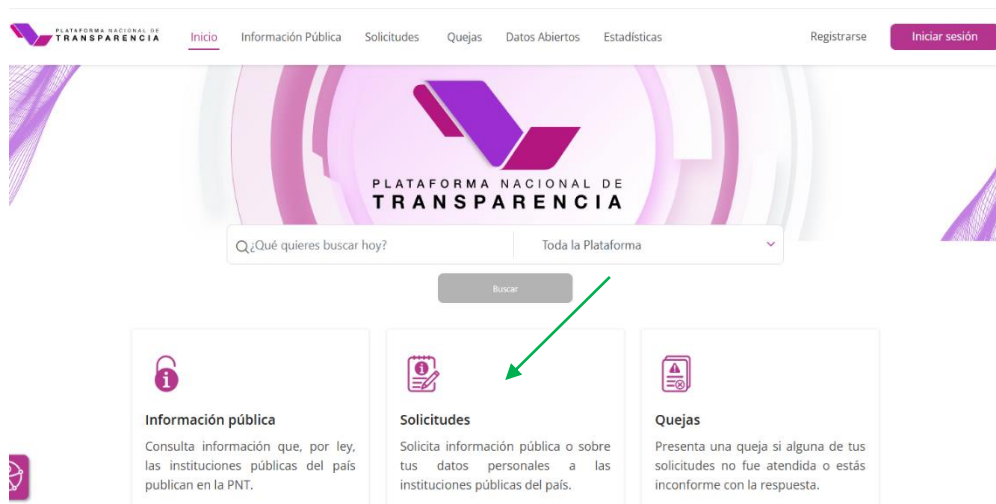 PLATAFORMA NACIONAL DE
TRANSPARENCIA
Inicio
Información Pública
Solicitudes
Quejas
Datos Abiertos
Estadísticas
Registrarse
Iniciar sesión
PLATAFORMA NACIONAL DE
TRANSPARENCIA
¿Qué quieres buscar hoy?
Toda la Plataforma
Buscar
Información pública
Consulta información que, por ley,
las instituciones públicas del país
publican en la PNT.
Solicitudes
Solicita información pública o sobre
tus datos personales a las
instituciones públicas del país.
Quejas
Presenta una queja si alguna de tus
solicitudes no fue atendida o estás
inconforme con la respuesta.